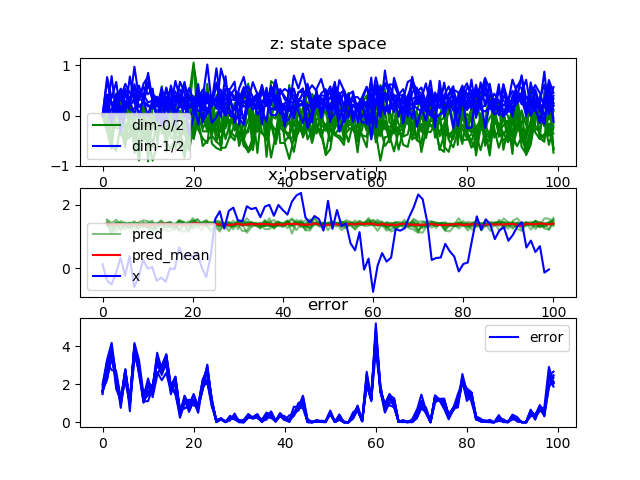 z: state space
1
0
−1
dim-0/2
dim-1/2
0 20 40 60 80 100
x: observation
2
0
pred
pred_mean
x
0 20 40 60 80 100
error
4
2
0
error
0 20 40 60 80 100